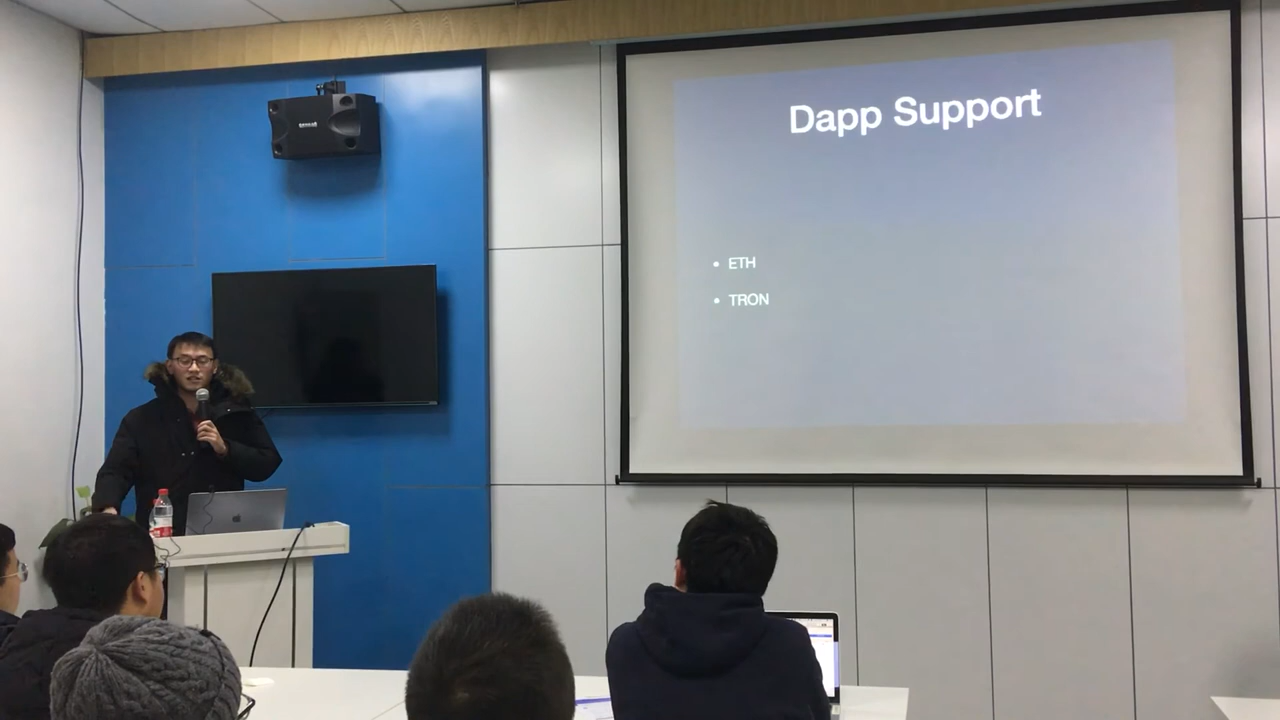 Dapp Support
• ETH
• TRON